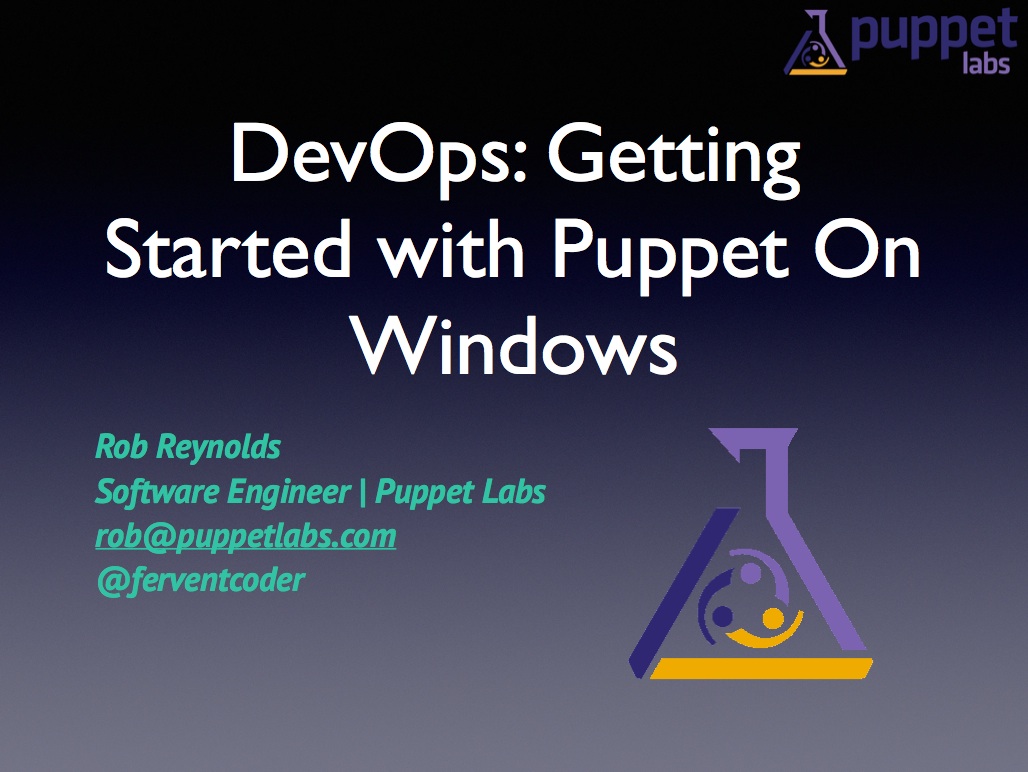 puppet
labs
DevOps: Getting
Started with Puppet On
Windows
Rob Reynolds
Software Engineer | Puppet Labs
rob@puppetlabs.com
@ferventcoder